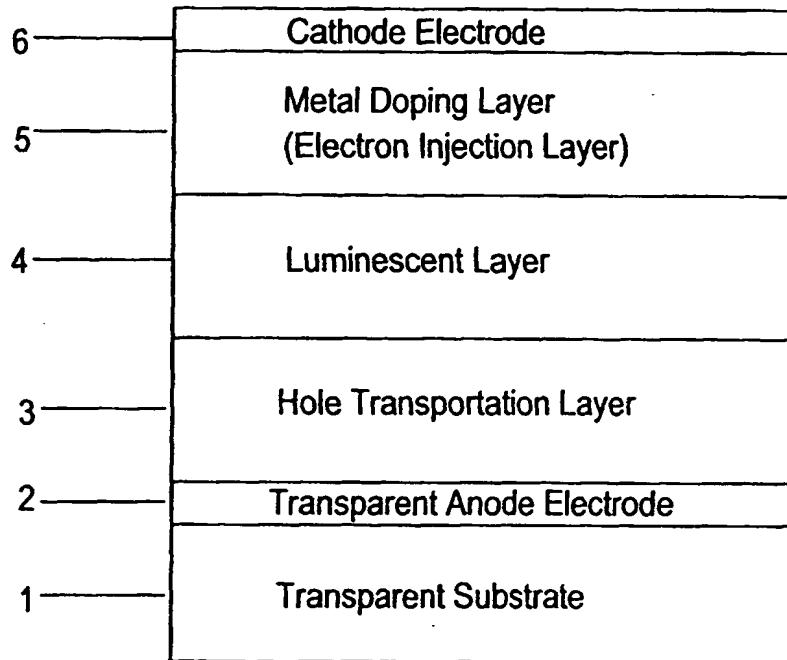 6 Cathode Electrode
5 Metal Doping Layer
(Electron Injection Layer)
4 Luminescent Layer
3 Hole Transportation Layer
2 Transparent Anode Electrode
1 Transparent Substrate